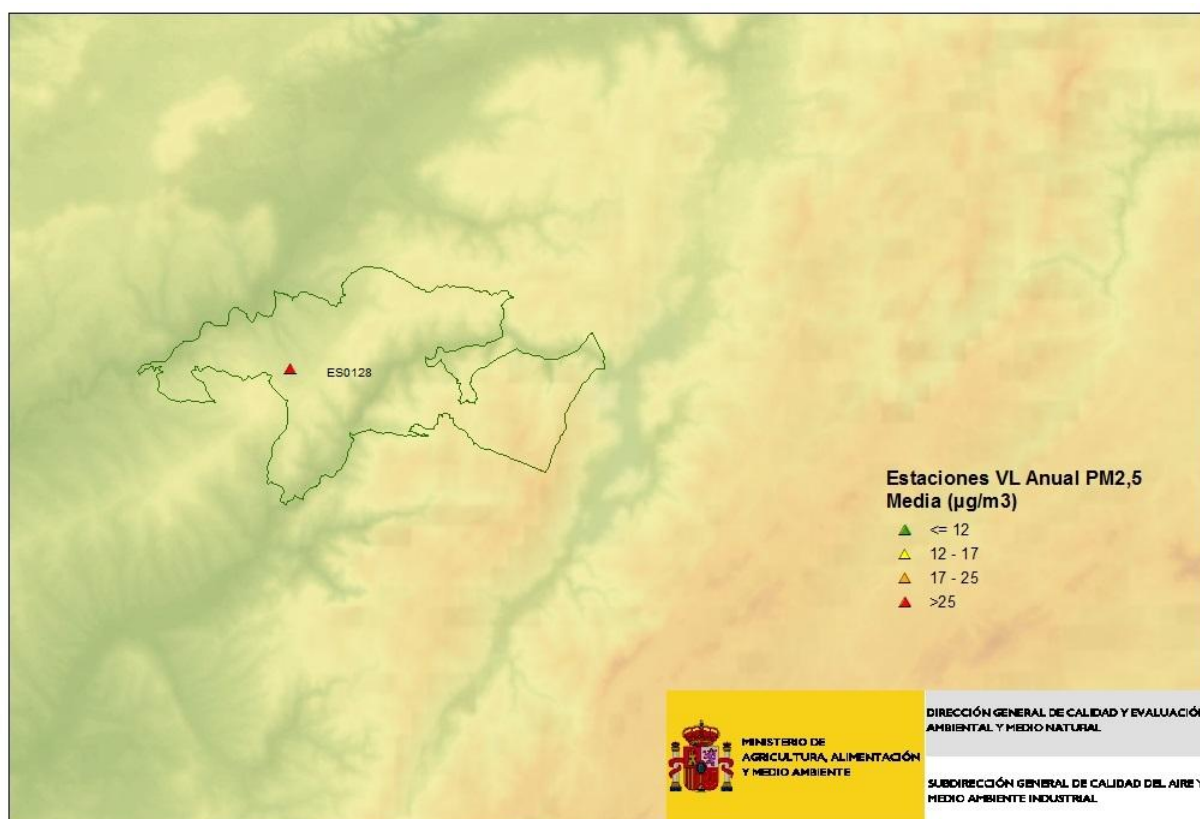 ES0128
Estaciones VL Anual PM2,5
Media (µg/m3)
<= 12
12 - 17
17 - 25
>25
MINISTERIO DE
AGRICULTURA, ALIMENTACIÓN
Y MEDIO AMBIENTE
DIRECCIÓN GENERAL DE CALIDAD Y EVALUACIÓN
AMBIENTAL Y MEDIO NATURAL
SUBDIRECCIÓN GENERAL DE CALIDAD DEL AIRE Y
MEDIO AMBIENTE INDUSTRIAL